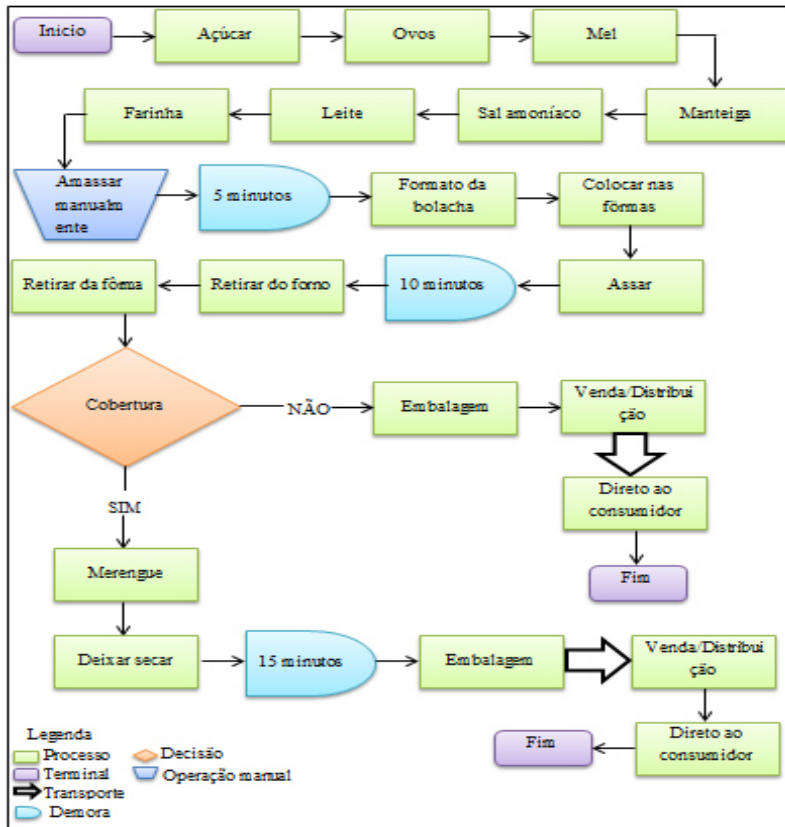 Inicio
Açúcar
Ovos
Mel
Manteiga
Sal amoníaco
Leite
Farinha
Amassar
manualm
ente
5 minutos
Formato da
bolacha
Colocar nas
fôrmas
Assar
10 minutos
Retirar do forno
Retirar da fôrma
Cobertura
NÃO
Embalagem
Venda/Distribui
ção
Direto ao
consumidor
Fim
SIM
Merengue
Deixar secar
15 minutos
Embalagem
Venda/Distribui
ção
Direto ao
consumidor
Fim
Legenda
Processo
Decisão
Terminal
Operação manual
Transporte
Demora